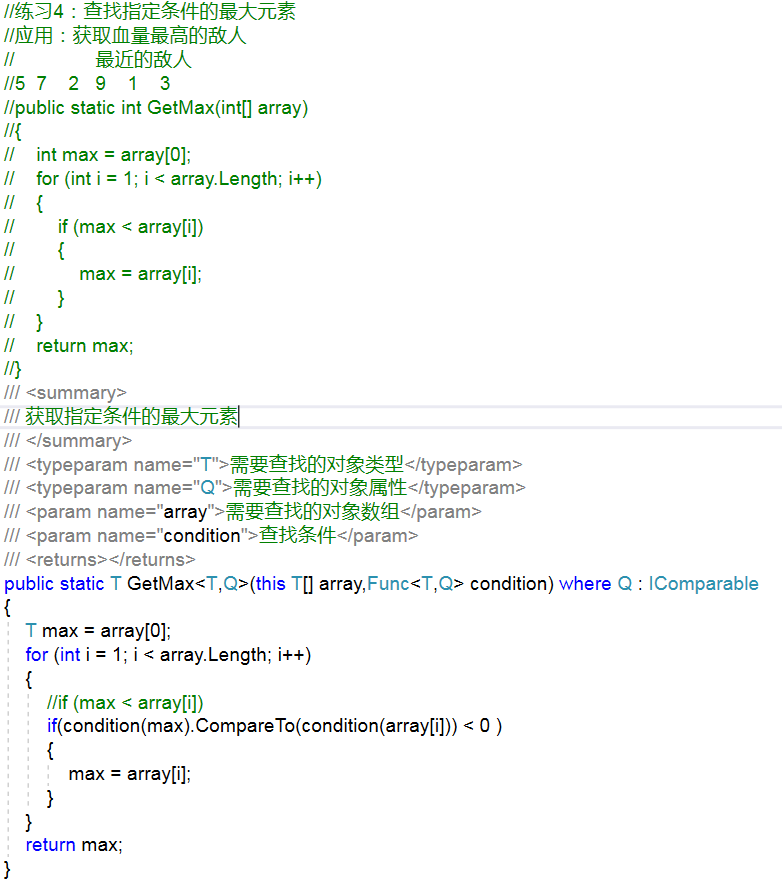 //练习4：查找指定条件的最大元素
//应用：获取血量最高的敌人
//               最近的敌人
//5  7    2   9    1    3
//public static int GetMax(int[] array)
//{
//    int max = array[0];
//    for (int i = 1; i < array.Length; i++)
//    {
//        if (max < array[i])
//        {
//            max = array[i];
//        }
//    }
//    return max;
//}
/// <summary>
/// 获取指定条件的最大元素
/// </summary>
/// <typeparam name="T">需要查找的对象类型</typeparam>
/// <typeparam name="Q">需要查找的对象属性</typeparam>
/// <param name="array">需要查找的对象数组</param>
/// <param name="condition">查找条件</param>
/// <returns></returns>
public static T GetMax<T,Q>(this T[] array,Func<T,Q> condition) where Q : IComparable
{
    T max = array[0];
    for (int i = 1; i < array.Length; i++)
    {
        //if (max < array[i])
        if(condition(max).CompareTo(condition(array[i])) < 0 )
        {
            max = array[i];
        }
    }
    return max;
}